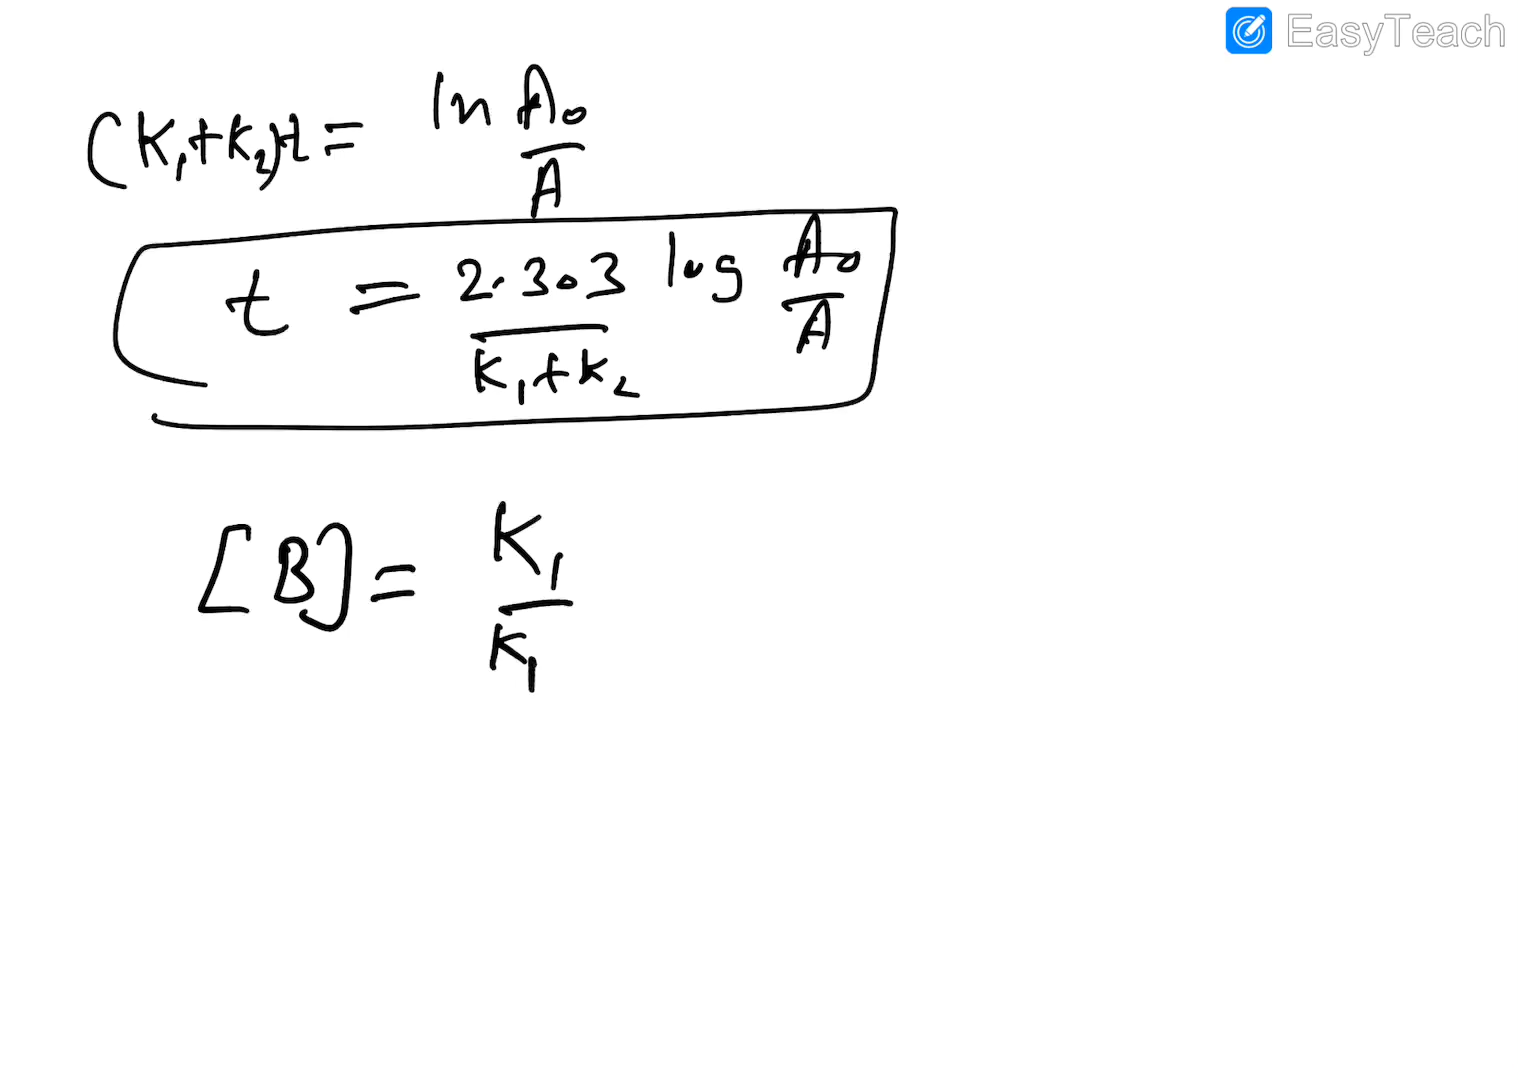 EasyTeach
(K₁+K₂)t = ln A₀/A
t = 2.303/K₁+K₂ log A₀/A
[B] = K₁/K₁